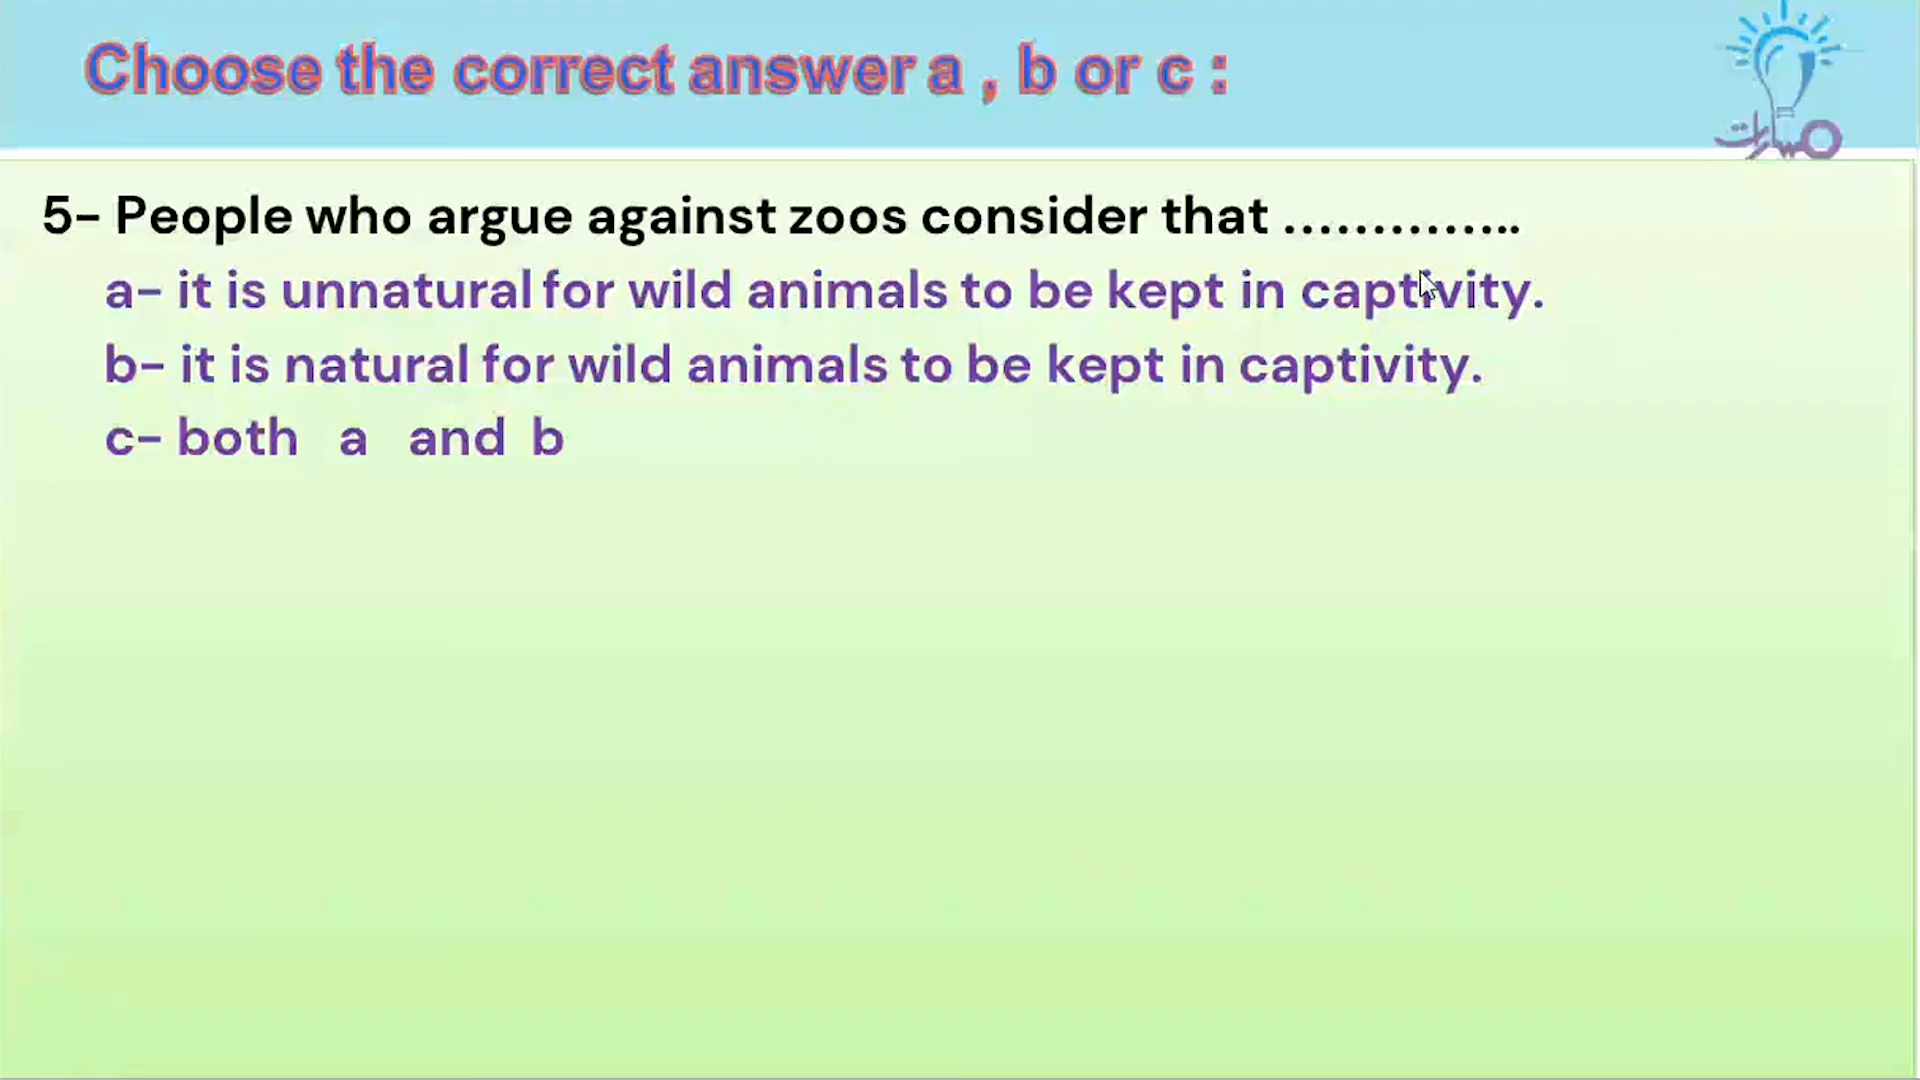 Choose the correct answer a , b or c :
مسارات
5- People who argue against zoos consider that …………..
a- it is unnatural for wild animals to be kept in captivity.
b- it is natural for wild animals to be kept in captivity.
c- both a and b